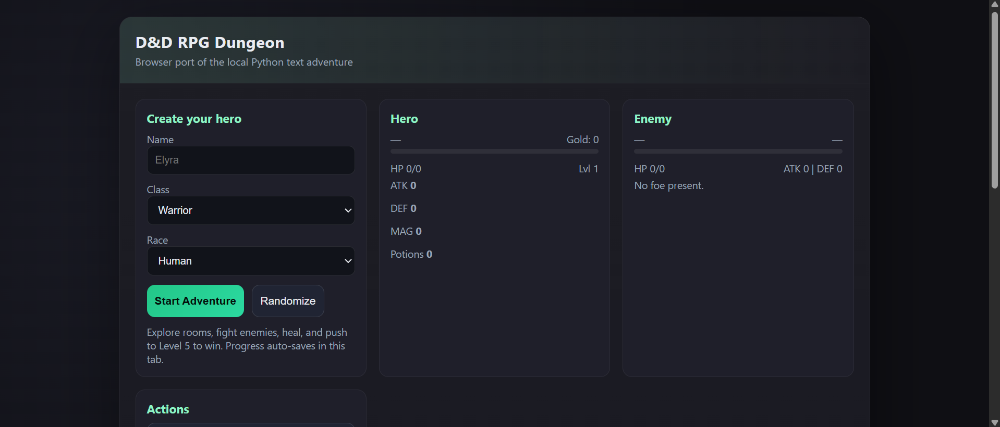 D&D RPG Dungeon
Browser port of the local Python text adventure
Create your hero
Name
Elyra
Class
Warrior
Race
Human
Start Adventure Randomize
Explore rooms, fight enemies, heal, and push
to Level 5 to win. Progress auto-saves in this
tab.
Hero
— Gold: 0
HP 0/0 Lvl 1
ATK 0
DEF 0
MAG 0
Potions 0
Enemy
— —
HP 0/0 ATK 0 | DEF 0
No foe present.
Actions